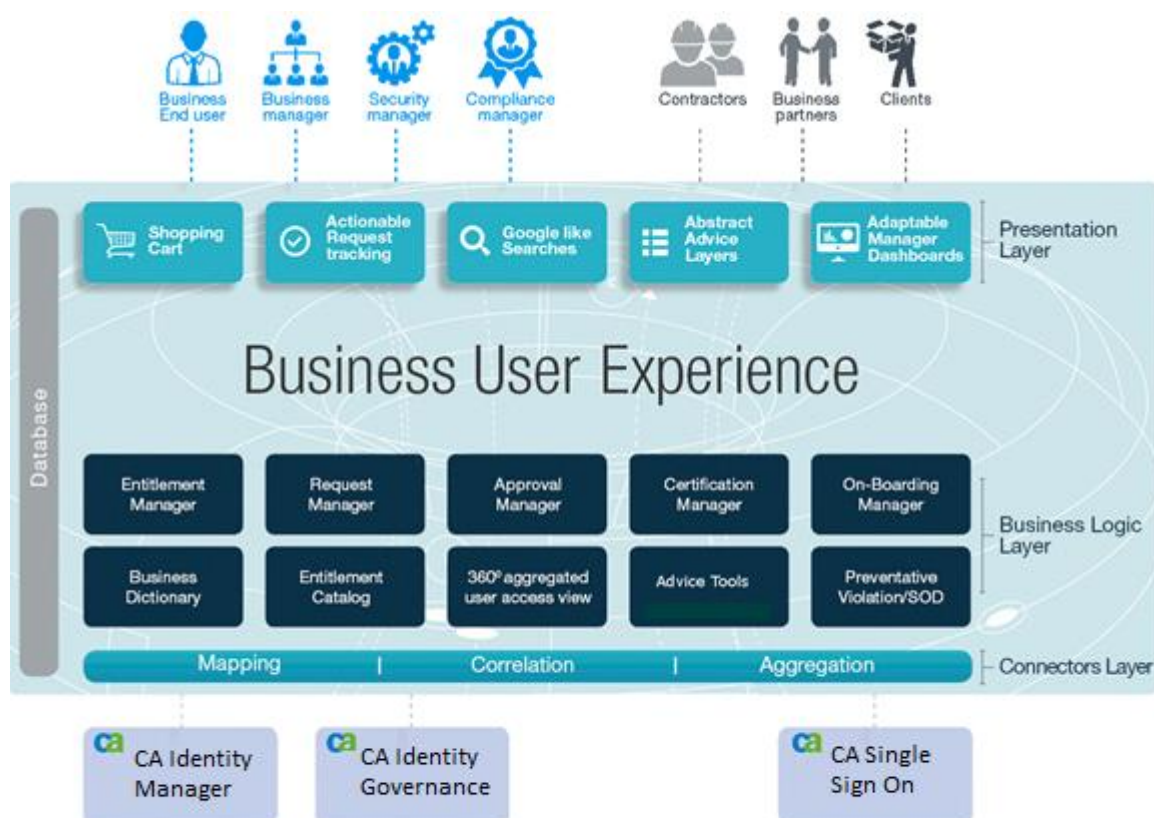 Business
End user
Business
manager
Security
manager
Compliance
manager
Contractors
Business
partners
Clients
Database
Shopping
Cart
Actionable
Request
tracking
Google like
Searches
Abstract
Advice
Layers
Adaptable
Manager
Dashboards
Presentation
Layer
Business User Experience
Entitlement
Manager
Request
Manager
Approval
Manager
Certification
Manager
On-Boarding
Manager
Business Logic
Layer
Business
Dictionary
Entitlement
Catalog
360º aggregated
user access view
Advice Tools
Preventative
Violation/SOD
Mapping | Correlation | Aggregation
Connectors Layer
ca
CA Identity
Manager
ca
CA Identity
Governance
ca
CA Single
Sign On